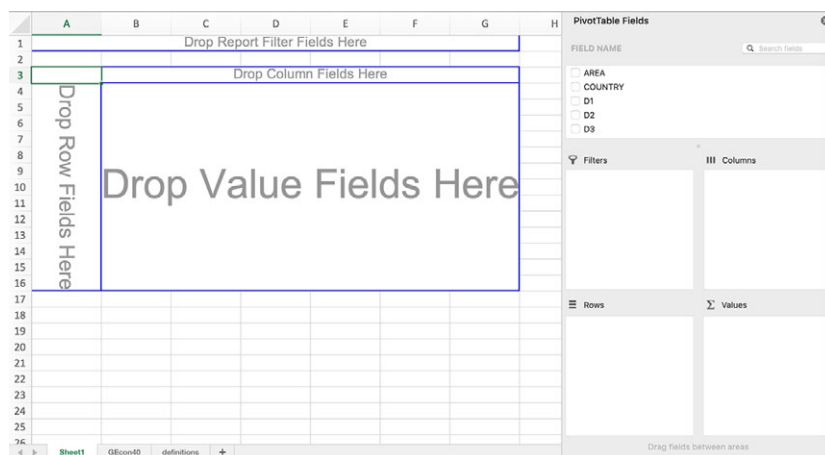 A B C D E F G H
1
Drop Report Filter Fields Here
2
3
Drop Column Fields Here
4
5
6
7
8
9
10
11
12
13
14
15
16
Drop Row Fields Here
Drop Value Fields Here
17
18
19
20
21
22
23
24
25
26
Sheet1 GEcon40 definitions +
PivotTable Fields
FIELD NAME
Search fields
AREA
COUNTRY
D1
D2
D3
Filters
Columns
Rows
Values
Drag fields between areas